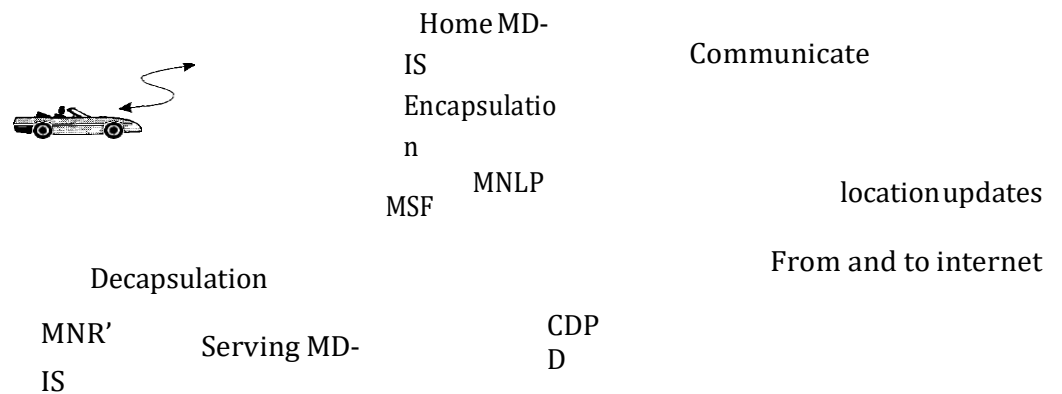 Home MD-
IS
Communicate
Encapsulatio
n
MNLP
MSF
location updates
From and to internet
Decapsulation
MNR’
IS
Serving MD-
CDP
D